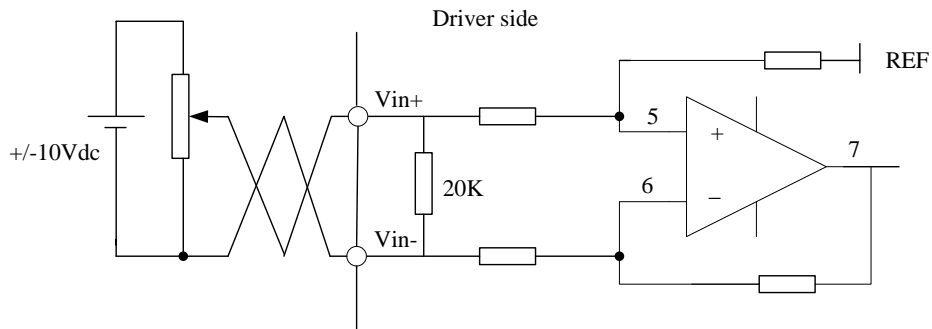 Driver side
REF
Vin+
5
+
7
+/-10Vdc
20K
6
−
Vin-